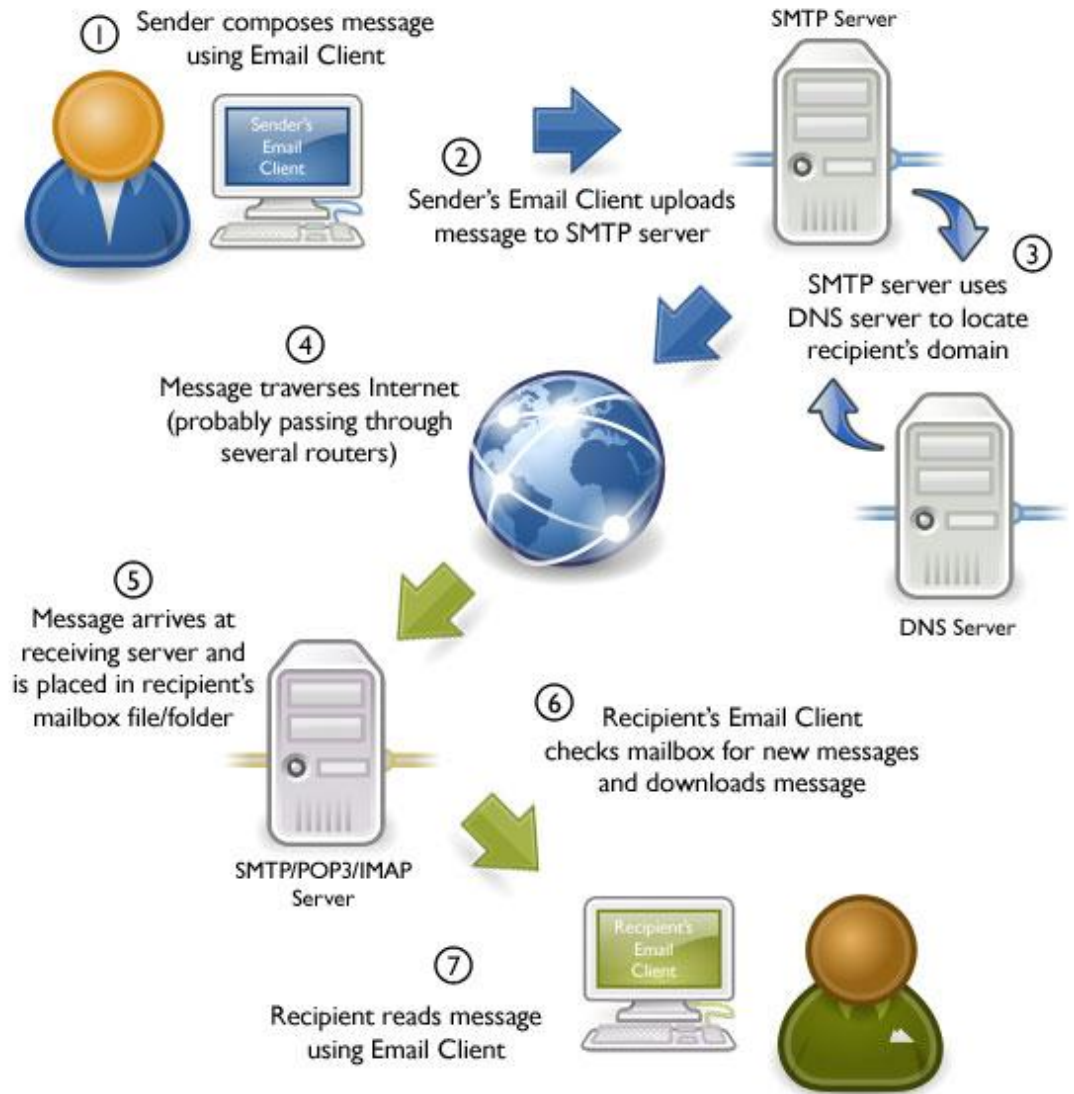 1
Sender composes message
using Email Client
Sender's
Email
Client
2
Sender's Email Client uploads
message to SMTP server
SMTP Server
3
SMTP server uses
DNS server to locate
recipient's domain
DNS Server
4
Message traverses Internet
(probably passing through
several routers)
5
Message arrives at
receiving server and
is placed in recipient's
mailbox file/folder
SMTP/POP3/IMAP
Server
6
Recipient's Email Client
checks mailbox for new messages
and downloads message
Recipient's
Email
Client
7
Recipient reads message
using Email Client